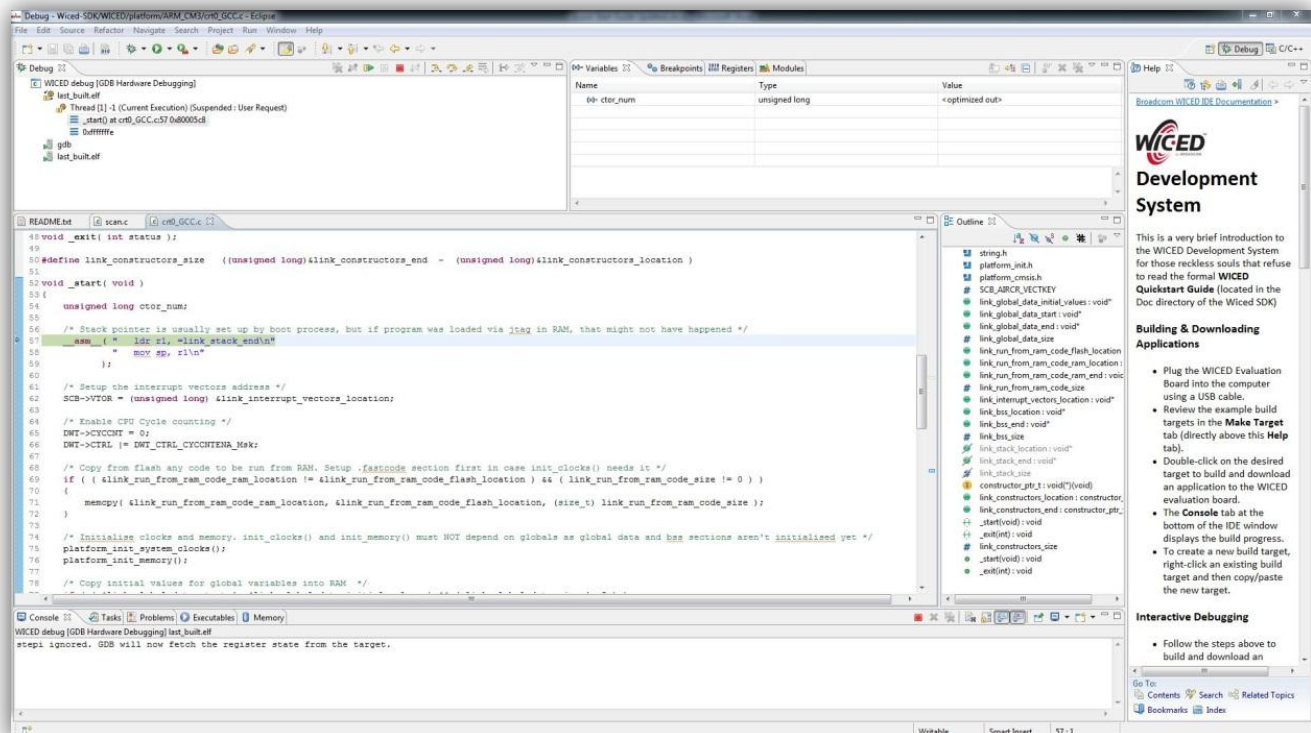 Debug - Wiced-SDK/WICED/platform/ARM_CM3/crt0_GCC.c - Eclipse
File Edit Source Refactor Navigate Search Project Run Window Help
Debug C/C++
Debug
WICED debug [GDB Hardware Debugging]
last_built.elf
Thread [1] -1 (Current Execution) (Suspended : User Request)
_start() at crt0_GCC.c:57 0x80005c8
0xfffffffe
gdb
last_built.elf
Variables Breakpoints Registers Modules
Name Type Value
ctor_num unsigned long <optimized out>
README.txt scan.c crt0_GCC.c
48 void _exit( int status );
49
50 #define link_constructors_size ((unsigned long)&link_constructors_end - (unsigned long)&link_constructors_location )
51
52 void _start( void )
53 {
54 unsigned long ctor_num;
55
56 /* Stack pointer is usually set up by boot process, but if program was loaded via jtag in RAM, that might not have happened */
57 __asm__( " ldr r1, =link_stack_end\n"
58 " mov sp, r1\n"
59 );
60
61 /* Setup the interrupt vectors address */
62 SCB->VTOR = (unsigned long) &link_interrupt_vectors_location;
63
64 /* Enable CPU Cycle counting */
65 DWT->CYCCNT = 0;
66 DWT->CTRL |= DWT_CTRL_CYCCNTENA_Msk;
67
68 /* Copy from flash any code to be run from RAM. Setup .fastcode section first in case init_clocks() needs it */
69 if ( ( &link_run_from_ram_code_ram_location != &link_run_from_ram_code_flash_location ) && ( link_run_from_ram_code_size != 0 ) )
70 {
71 memcpy( &link_run_from_ram_code_ram_location, &link_run_from_ram_code_flash_location, (size_t) link_run_from_ram_code_size );
72 }
73
74 /* Initialise clocks and memory. init_clocks() and init_memory() must NOT depend on globals as global data and bss sections aren't initialised yet */
75 platform_init_system_clocks();
76 platform_init_memory();
77
78 /* Copy initial values for global variables into RAM */
Outline
string.h
platform_init.h
platform_cmsis.h
SCB_AIRCR_VECTKEY
link_global_data_initial_values : void*
link_global_data_start : void*
link_global_data_end : void*
link_global_data_size
link_run_from_ram_code_flash_location
link_run_from_ram_code_ram_location :
link_run_from_ram_code_ram_end : voic
link_run_from_ram_code_size
link_interrupt_vectors_location : void*
link_bss_location : void*
link_bss_end : void*
link_bss_size
link_stack_location : void*
link_stack_end : void*
link_stack_size
constructor_ptr_t : void(*)(void)
link_constructors_location : constructor_
link_constructors_end : constructor_ptr_
_start(void) : void
_exit(int) : void
link_constructors_size
_start(void) : void
_exit(int) : void
Console Tasks Problems Executables Memory
WICED debug [GDB Hardware Debugging] last_built.elf
stepi ignored. GDB will now fetch the register state from the target.
Help
Broadcom WICED IDE Documentation >
WICED
Development
System
This is a very brief introduction to
the WICED Development System
for those reckless souls that refuse
to read the formal WICED
Quickstart Guide (located in the
Doc directory of the Wiced SDK)
Building & Downloading
Applications
• Plug the WICED Evaluation
Board into the computer
using a USB cable.
• Review the example build
targets in the Make Target
tab (directly above this Help
tab).
• Double-click on the desired
target to build and download
an application to the WICED
evaluation board.
• The Console tab at the
bottom of the IDE window
displays the build progress.
• To create a new build target,
right-click an existing build
target and then copy/paste
the new target.
Interactive Debugging
• Follow the steps above to
build and download an
Go To:
Contents Search Related Topics
Bookmarks Index
Writable Smart Insert 57 : 1